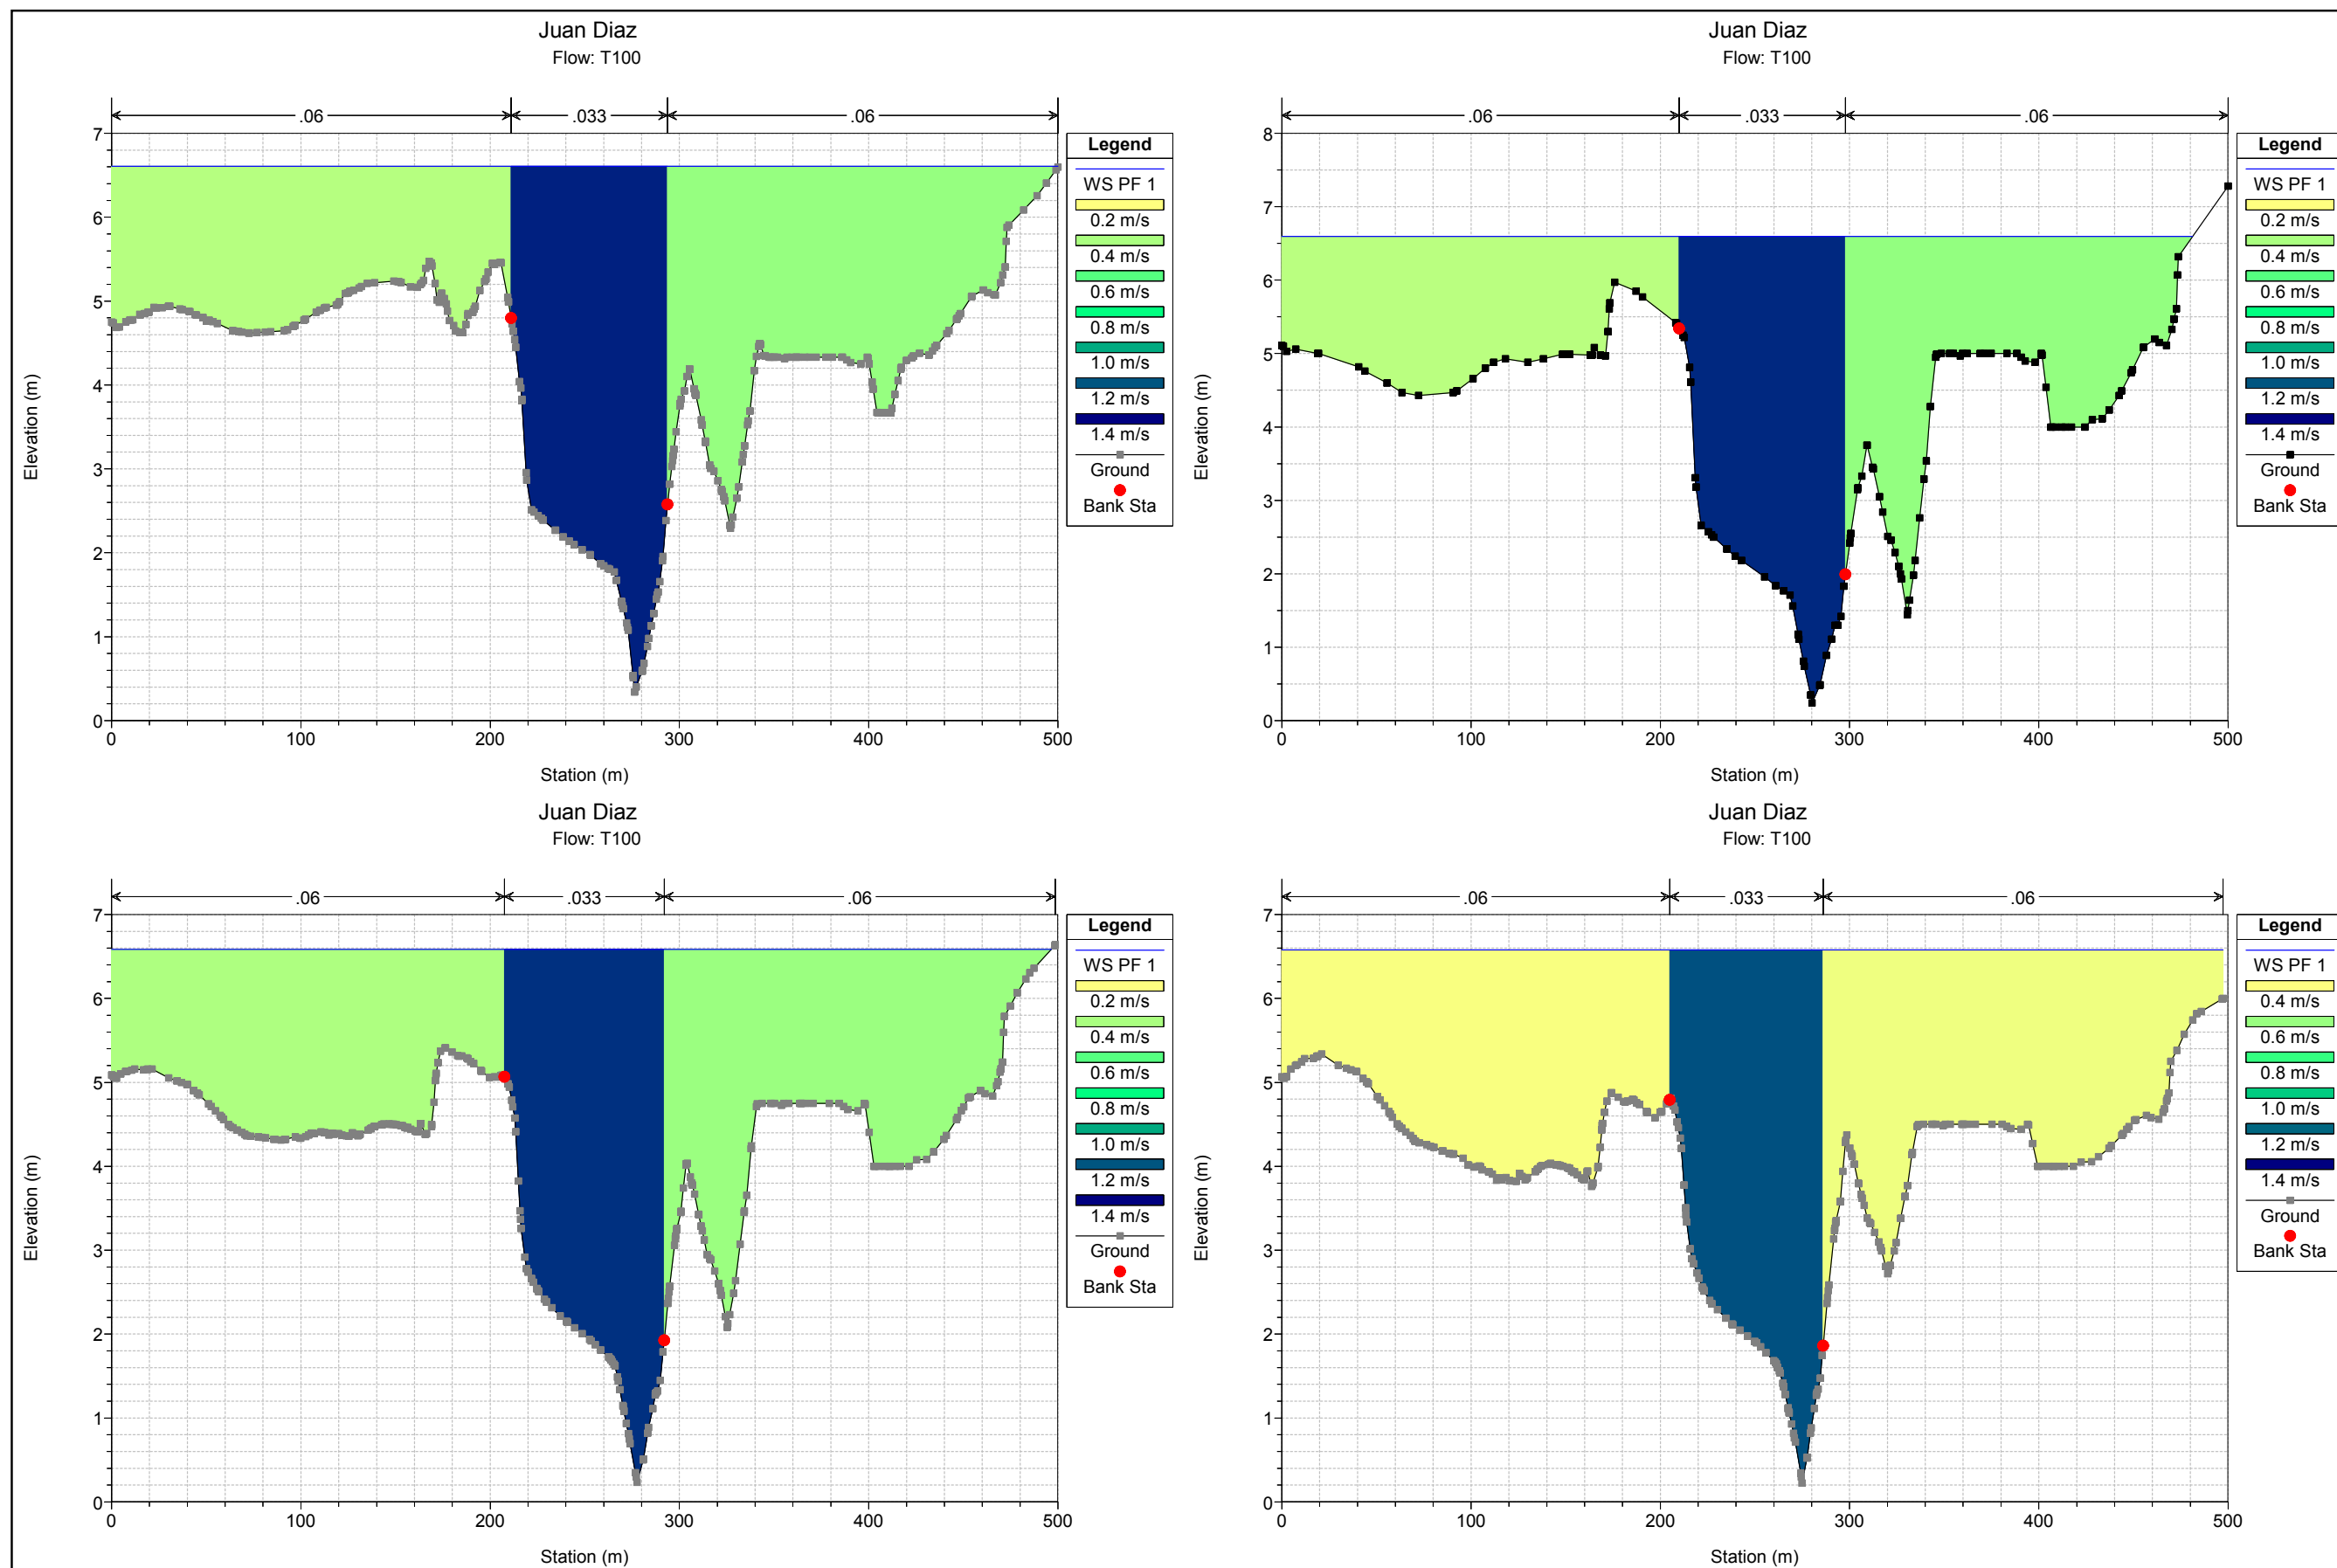 Juan Diaz
Flow: T100
.06 .033 .06
7
6
5
4
3
2
1
0
0 100 200 300 400 500
Station (m)
Elevation (m)
Legend
WS PF 1
0.2 m/s
0.4 m/s
0.6 m/s
0.8 m/s
1.0 m/s
1.2 m/s
1.4 m/s
Ground
Bank Sta
Juan Diaz
Flow: T100
.06 .033 .06
8
7
6
5
4
3
2
1
0
0 100 200 300 400 500
Station (m)
Elevation (m)
Legend
WS PF 1
0.2 m/s
0.4 m/s
0.6 m/s
0.8 m/s
1.0 m/s
1.2 m/s
1.4 m/s
Ground
Bank Sta
Juan Diaz
Flow: T100
.06 .033 .06
7
6
5
4
3
2
1
0
0 100 200 300 400 500
Station (m)
Elevation (m)
Legend
WS PF 1
0.2 m/s
0.4 m/s
0.6 m/s
0.8 m/s
1.0 m/s
1.2 m/s
1.4 m/s
Ground
Bank Sta
Juan Diaz
Flow: T100
.06 .033 .06
7
6
5
4
3
2
1
0
0 100 200 300 400 500
Station (m)
Elevation (m)
Legend
WS PF 1
0.4 m/s
0.6 m/s
0.8 m/s
1.0 m/s
1.2 m/s
1.4 m/s
Ground
Bank Sta